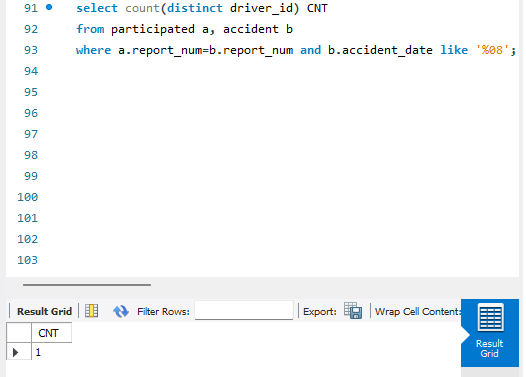 91 select count(distinct driver_id) CNT
92 from participated a, accident b
93 where a.report_num=b.report_num and b.accident_date like '%08';
94
95
96
97
98
99
100
101
102
103
Result Grid Filter Rows: Export: Wrap Cell Content:
Result Grid
CNT
1